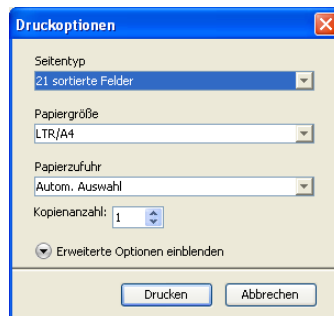 Druckoptionen
Seitentyp
21 sortierte Felder
Papiergröße
LTR/A4
Papierzufuhr
Autom. Auswahl
Kopienanzahl: 1
Erweiterte Optionen einblenden
Drucken Abbrechen